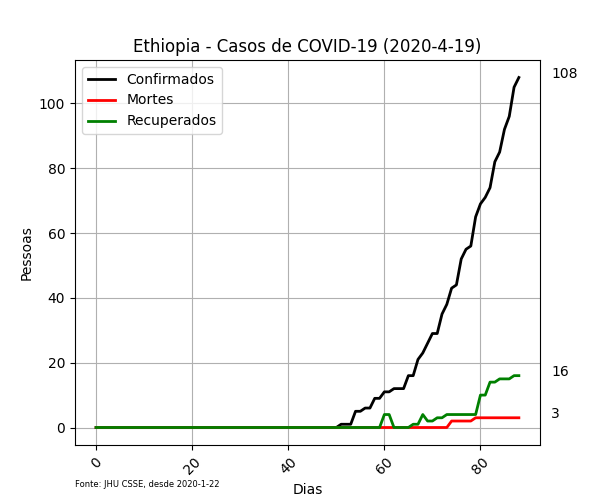 Ethiopia - Casos de COVID-19 (2020-4-19)
Confirmados
Mortes
Recuperados
108
16
3
Pessoas
100
80
60
40
20
0
0
20
40
60
80
Fonte: JHU CSSE, desde 2020-1-22
Dias